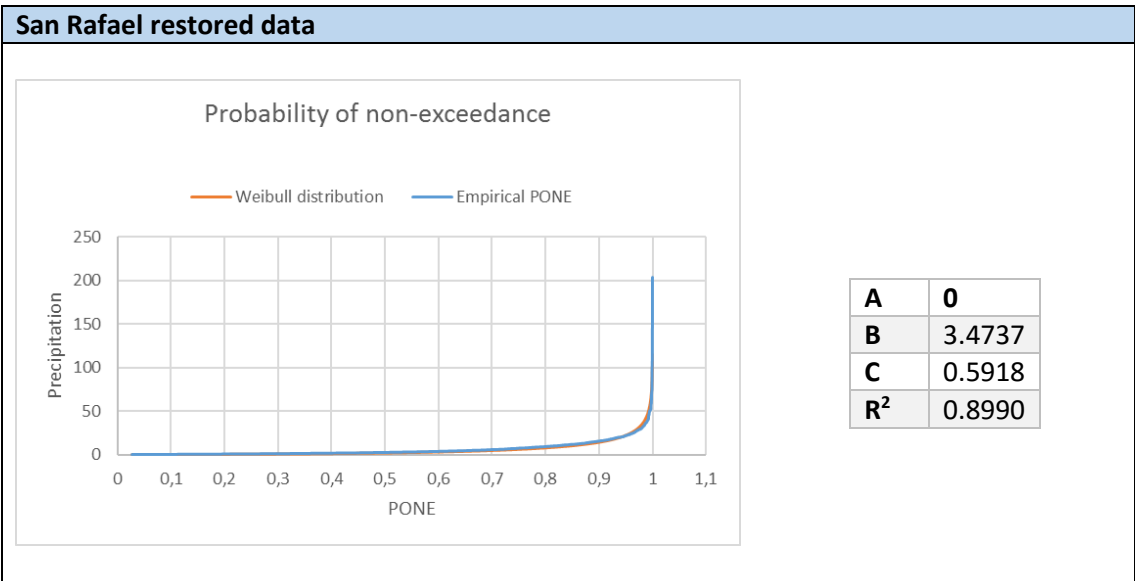 San Rafael restored data
Probability of non-exceedance
Weibull distribution Empirical PONE
250
200
150
100
50
0
Precipitation
0 0,1 0,2 0,3 0,4 0,5 0,6 0,7 0,8 0,9 1 1,1
PONE
A 0
B 3.4737
C 0.5918
R² 0.8990